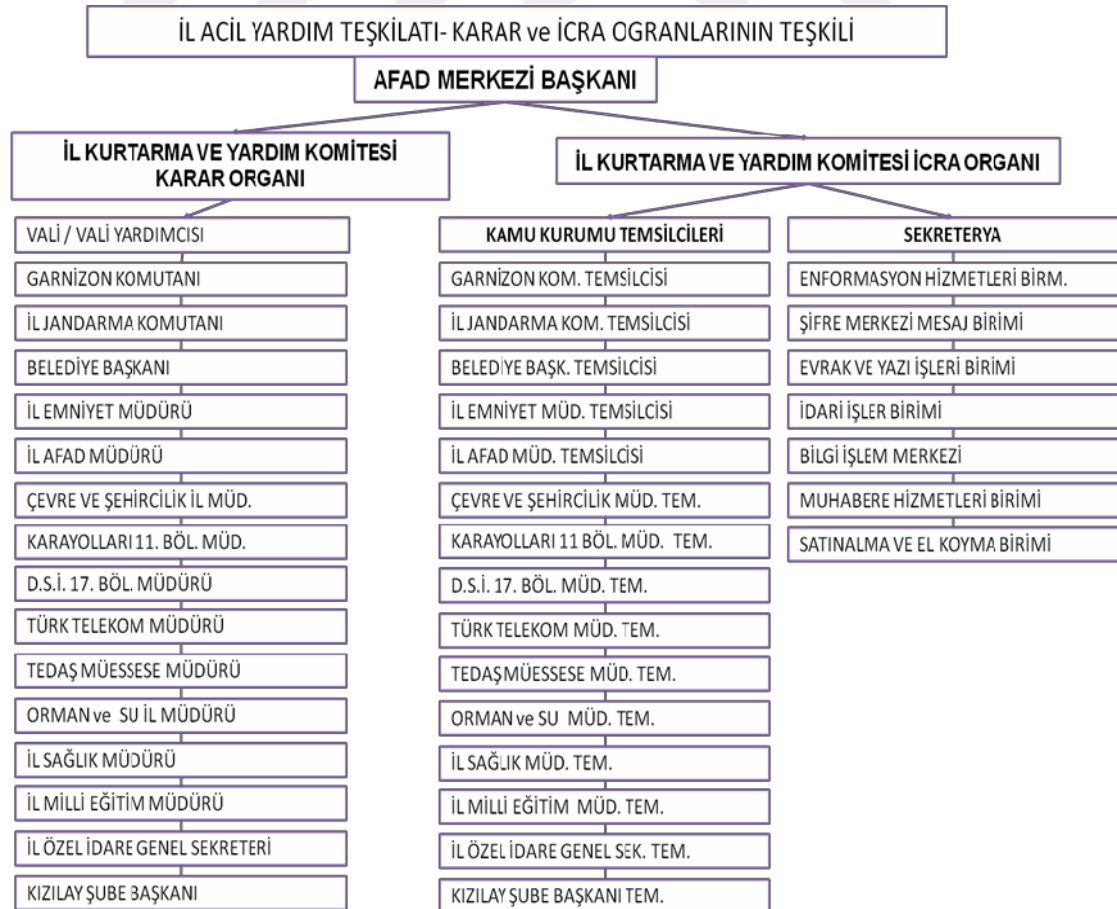 İL ACİL YARDIM TEŞKİLATI- KARAR ve İCRA OGRANLARININ TEŞKİLİ
AFAD MERKEZİ BAŞKANI
İL KURTARMA VE YARDIM KOMİTESİ
KARAR ORGANI
VALİ / VALİ YARDIMCISI
GARNİZON KOMUTANI
İL JANDARMA KOMUTANI
BELEDİYE BAŞKANI
İL EMNİYET MÜDÜRÜ
İL AFAD MÜDÜRÜ
ÇEVRE VE ŞEHİRCİLİK İL MÜD.
KARAYOLLARI 11. BÖL. MÜD.
D.S.İ. 17. BÖL. MÜDÜRÜ
TÜRK TELEKOM MÜDÜRÜ
TEDAŞ MÜESSESE MÜDÜRÜ
ORMAN ve SU İL MÜDÜRÜ
İL SAĞLIK MÜDÜRÜ
İL MİLLİ EĞİTİM MÜDÜRÜ
İL ÖZEL İDARE GENEL SEKRETERİ
KIZILAY ŞUBE BAŞKANI
İL KURTARMA VE YARDIM KOMİTESİ İCRA ORGANI
KAMU KURUMU TEMSİLCİLERİ
GARNİZON KOM. TEMSİLCİSİ
İL JANDARMA KOM. TEMSİLCİSİ
BELEDİYE BAŞK. TEMSİLCİSİ
İL EMNİYET MÜD. TEMSİLCİSİ
İL AFAD MÜD. TEMSİLCİSİ
ÇEVRE VE ŞEHİRCİLİK MÜD. TEM.
KARAYOLLARI 11 BÖL. MÜD. TEM.
D.S.İ. 17. BÖL. MÜD. TEM.
TÜRK TELEKOM MÜD. TEM.
TEDAŞ MÜESSESE MÜD. TEM.
ORMAN ve SU MÜD. TEM.
İL SAĞLIK MÜD. TEM.
İL MİLLİ EĞİTİM MÜD. TEM.
İL ÖZEL İDARE GENEL SEK. TEM.
KIZILAY ŞUBE BAŞKANI TEM.
SEKRETERYA
ENFORMASYON HİZMETLERİ BİRM.
ŞİFRE MERKEZİ MESAJ BİRİMİ
EVRAK VE YAZI İŞLERİ BİRİMİ
İDARİ İŞLER BİRİMİ
BİLGİ İŞLEM MERKEZİ
MUHABERE HİZMETLERİ BİRİMİ
SATINALMA VE EL KOYMA BİRİMİ